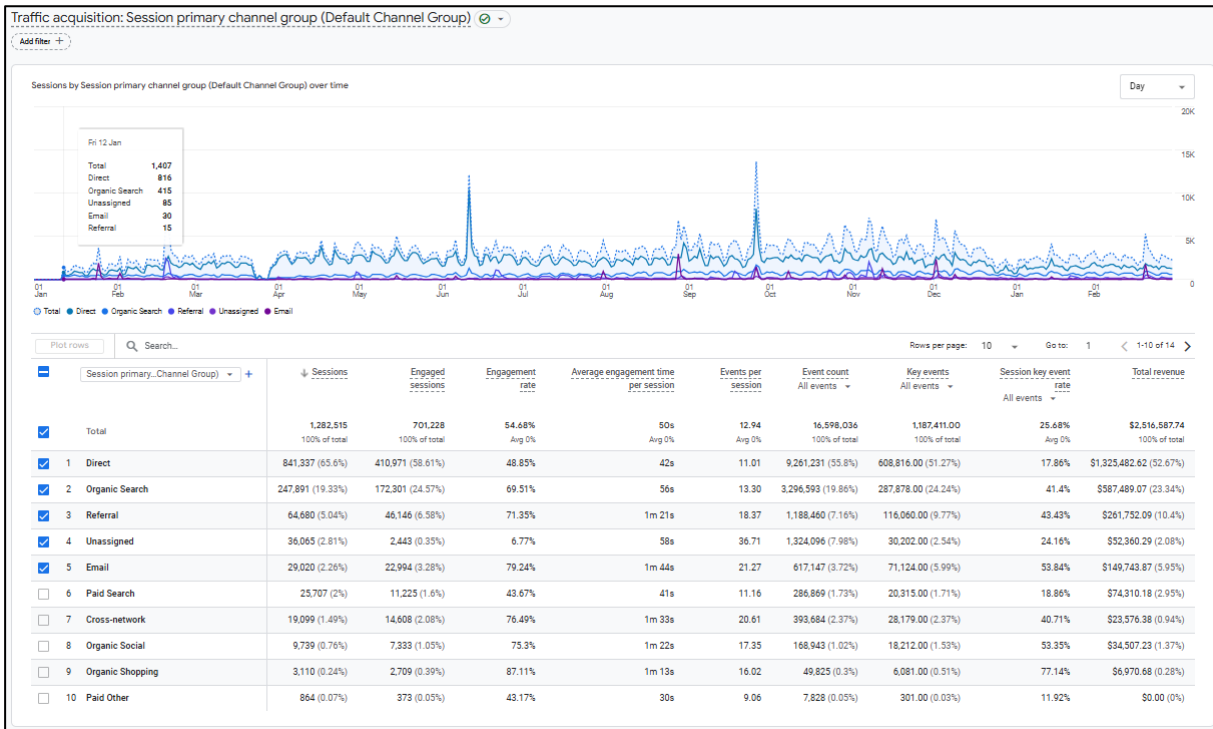 Traffic acquisition: Session primary channel group (Default Channel Group)
Add filter +
Sessions by Session primary channel group (Default Channel Group) over time
Day
20K
15K
10K
5K
0
Fri 12 Jan
Total 1,407
Direct 816
Organic Search 415
Unassigned 85
Email 30
Referral 15
01 Jan
01 Feb
01 Mar
01 Apr
01 May
01 Jun
01 Jul
01 Aug
01 Sep
01 Oct
01 Nov
01 Dec
01 Jan
01 Feb
Total Direct Organic Search Referral Unassigned Email
Plot rows Search... Rows per page: 10 Go to: 1 1-10 of 14
Session primary...Channel Group) + ↓ Sessions Engaged sessions Engagement rate Average engagement time per session Events per session Event count All events Key events All events Session key event rate All events Total revenue
Total 1,282,515 701,228 54.68% 50s 12.94 16,598,036 1,187,411.00 25.68% $2,516,587.74
100% of total 100% of total Avg 0% Avg 0% Avg 0% 100% of total 100% of total Avg 0% 100% of total
1 Direct 841,337 (65.6%) 410,971 (58.61%) 48.85% 42s 11.01 9,261,231 (55.8%) 608,816.00 (51.27%) 17.86% $1,325,482.62 (52.67%)
2 Organic Search 247,891 (19.33%) 172,301 (24.57%) 69.51% 56s 13.30 3,296,593 (19.86%) 287,878.00 (24.24%) 41.4% $587,489.07 (23.34%)
3 Referral 64,680 (5.04%) 46,146 (6.58%) 71.35% 1m 21s 18.37 1,188,460 (7.16%) 116,060.00 (9.77%) 43.43% $261,752.09 (10.4%)
4 Unassigned 36,065 (2.81%) 2,443 (0.35%) 6.77% 58s 36.71 1,324,096 (7.98%) 30,202.00 (2.54%) 24.16% $52,360.29 (2.08%)
5 Email 29,020 (2.26%) 22,994 (3.28%) 79.24% 1m 44s 21.27 617,147 (3.72%) 71,124.00 (5.99%) 53.84% $149,743.87 (5.95%)
6 Paid Search 25,707 (2%) 11,225 (1.6%) 43.67% 41s 11.16 286,869 (1.73%) 20,315.00 (1.71%) 18.86% $74,310.18 (2.95%)
7 Cross-network 19,099 (1.49%) 14,608 (2.08%) 76.49% 1m 33s 20.61 393,684 (2.37%) 28,179.00 (2.37%) 40.71% $23,576.38 (0.94%)
8 Organic Social 9,739 (0.76%) 7,333 (1.05%) 75.3% 1m 22s 17.35 168,943 (1.02%) 18,212.00 (1.53%) 53.35% $34,507.23 (1.37%)
9 Organic Shopping 3,110 (0.24%) 2,709 (0.39%) 87.11% 1m 13s 16.02 49,825 (0.3%) 6,081.00 (0.51%) 77.14% $6,970.68 (0.28%)
10 Paid Other 864 (0.07%) 373 (0.05%) 43.17% 30s 9.06 7,828 (0.05%) 301.00 (0.03%) 11.92% $0.00 (0%)